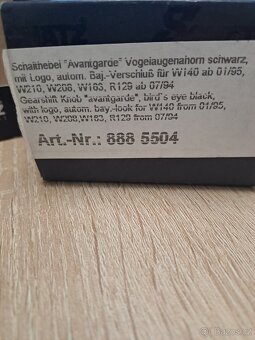 Schalthebel "Avantgarde" Vogelaugenahorn schwarz,
mit Logo, autom. Baj.-Verschluß für W140 ab 01/95,
W210, W208, W163, R129 ab 07/94
Gearshift Knob "avantgarde", bird's eye black,
with logo, autom. bay.-look for W140 from 01/95,
W210, W208,W163, R129 from 07/94
Art.-Nr.: 888 5504